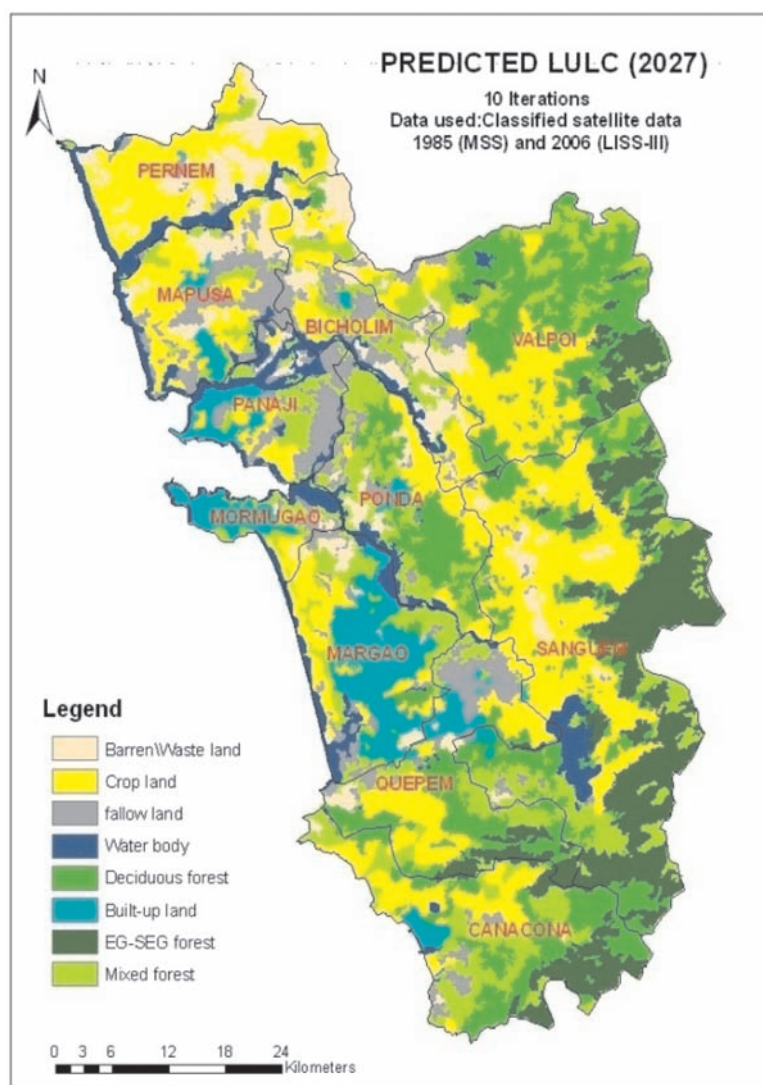 PREDICTED LULC (2027)
10 Iterations
Data used:Classified satellite data
1985 (MSS) and 2006 (LISS-III)
N
PERNEM
MAPUSA
BICHOLIM
VALPOI
PANAJI
PONDA
MORMUGAO
MARGAO
SANGUEM
QUEPEM
CANACONA
Legend
Barren\Waste land
Crop land
fallow land
Water body
Deciduous forest
Built-up land
EG-SEG forest
Mixed forest
0 3 6 12 18 24
Kilometers